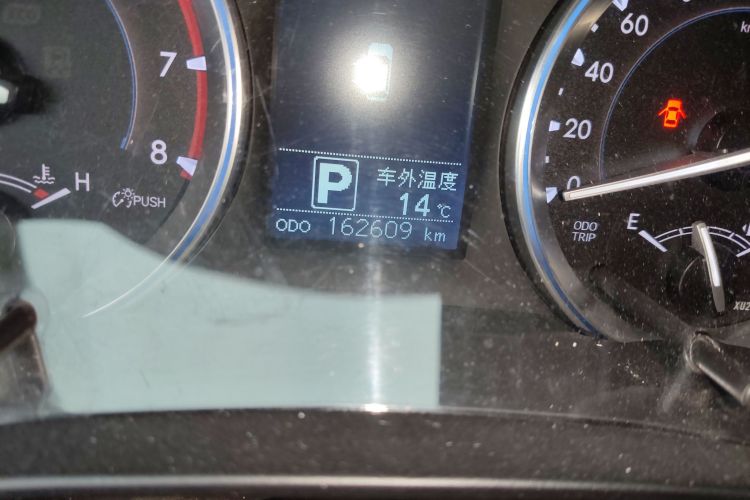 7
8
H
PUSH
P
车外温度
14℃
ODO 162609 km
60
40
20
0
ODO
TRIP
E